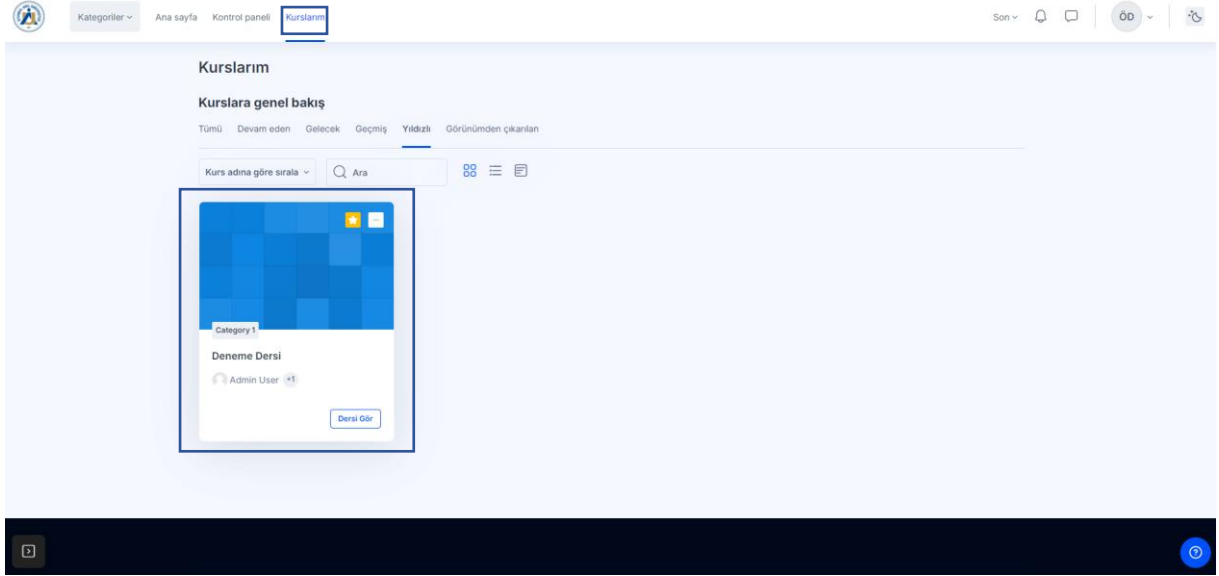 Kategoriler Ana sayfa Kontrol paneli Kurslarım Son ÖD
Kurslarım
Kurslara genel bakış
Tümü Devam eden Gelecek Geçmiş Yıldızlı Görünümden çıkarılan
Kurs adına göre sırala Ara
Category 1
Deneme Dersi
Admin User +1
Dersi Gör